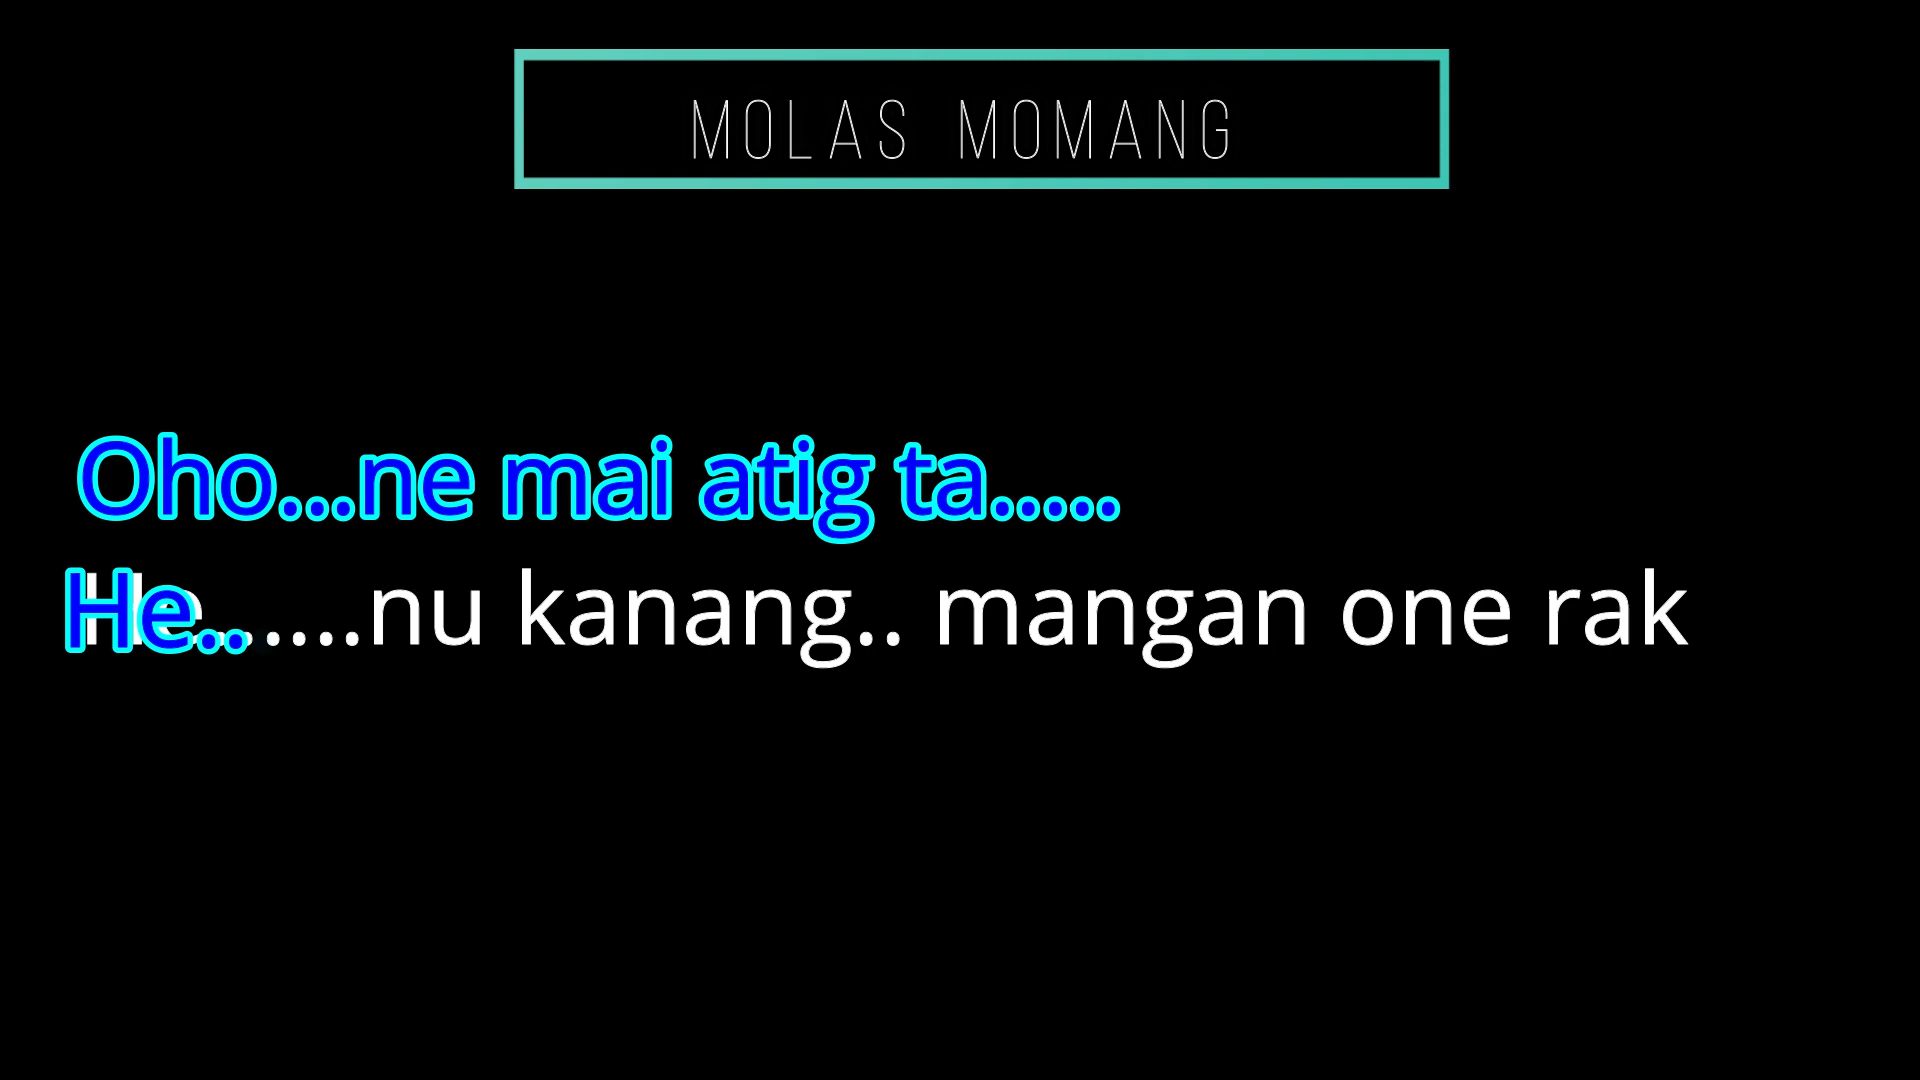 MOLAS MOMANG
Oho...ne mai atig ta.....
He......nu kanang.. mangan one rak